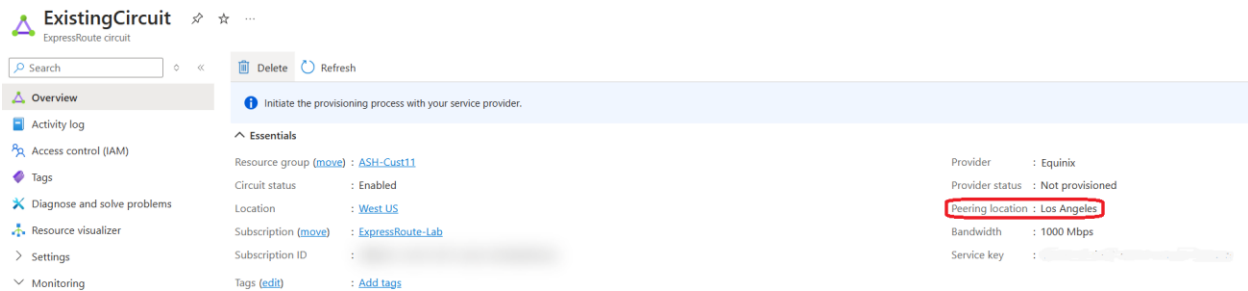 ExistingCircuit
ExpressRoute circuit
Search
Overview
Activity log
Access control (IAM)
Tags
Diagnose and solve problems
Resource visualizer
Settings
Monitoring
Delete Refresh
Initiate the provisioning process with your service provider.
Essentials
Resource group (move) : ASH-Cust11
Circuit status : Enabled
Location : West US
Subscription (move) : ExpressRoute-Lab
Subscription ID :
Tags (edit) : Add tags
Provider : Equinix
Provider status : Not provisioned
Peering location : Los Angeles
Bandwidth : 1000 Mbps
Service key :